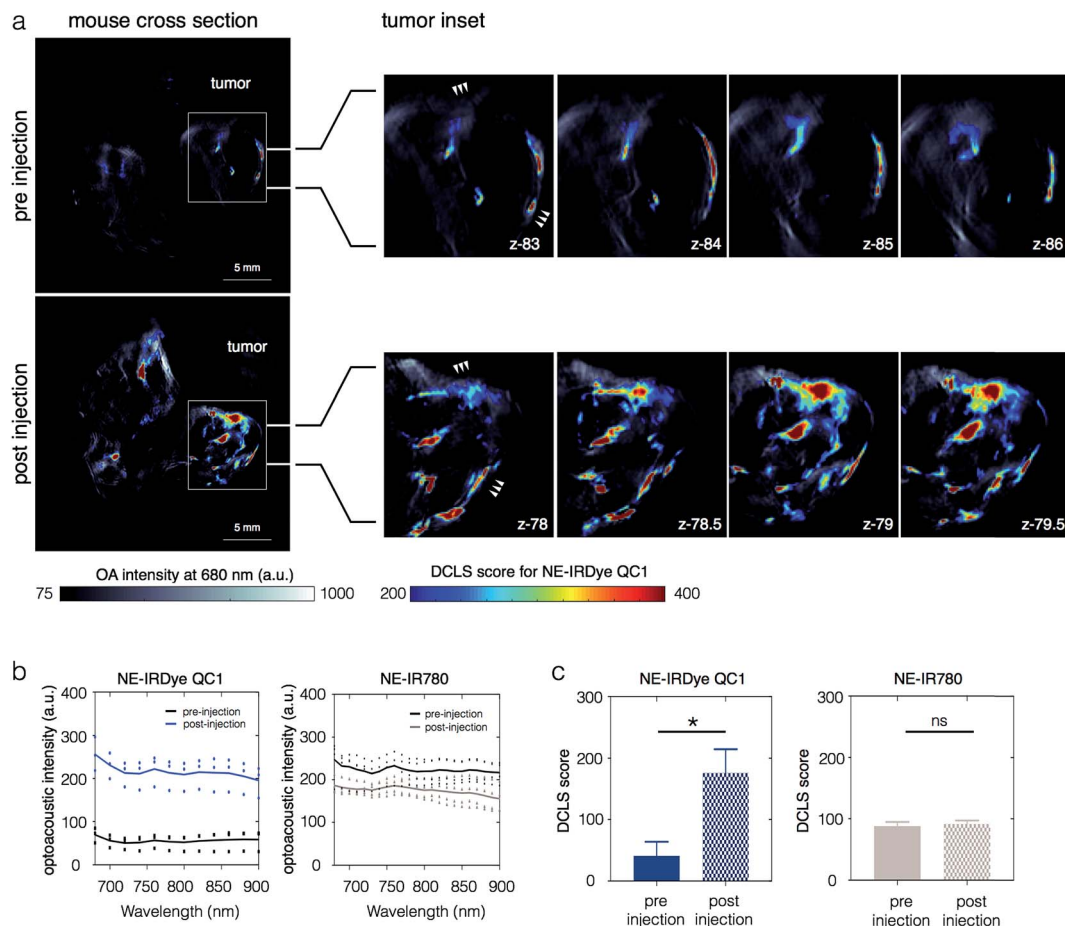 a
mouse cross section
tumor inset
pre injection
tumor
5 mm
z-83
z-84
z-85
z-86
post injection
tumor
5 mm
z-78
z-78.5
z-79
z-79.5
OA intensity at 680 nm (a.u.)
75
1000
DCLS score for NE-IRDye QC1
200
400
b
NE-IRDye QC1
optoacoustic intensity (a.u.)
400
300
200
100
0
pre-injection
post-injection
700
750
800
850
900
Wavelength (nm)
NE-IR780
optoacoustic intensity (a.u.)
400
300
200
100
0
pre-injection
post-injection
700
750
800
850
900
Wavelength (nm)
c
NE-IRDye QC1
DCLS score
300
200
100
0
*
pre
injection
post
injection
NE-IR780
DCLS score
300
200
100
0
ns
pre
injection
post
injection